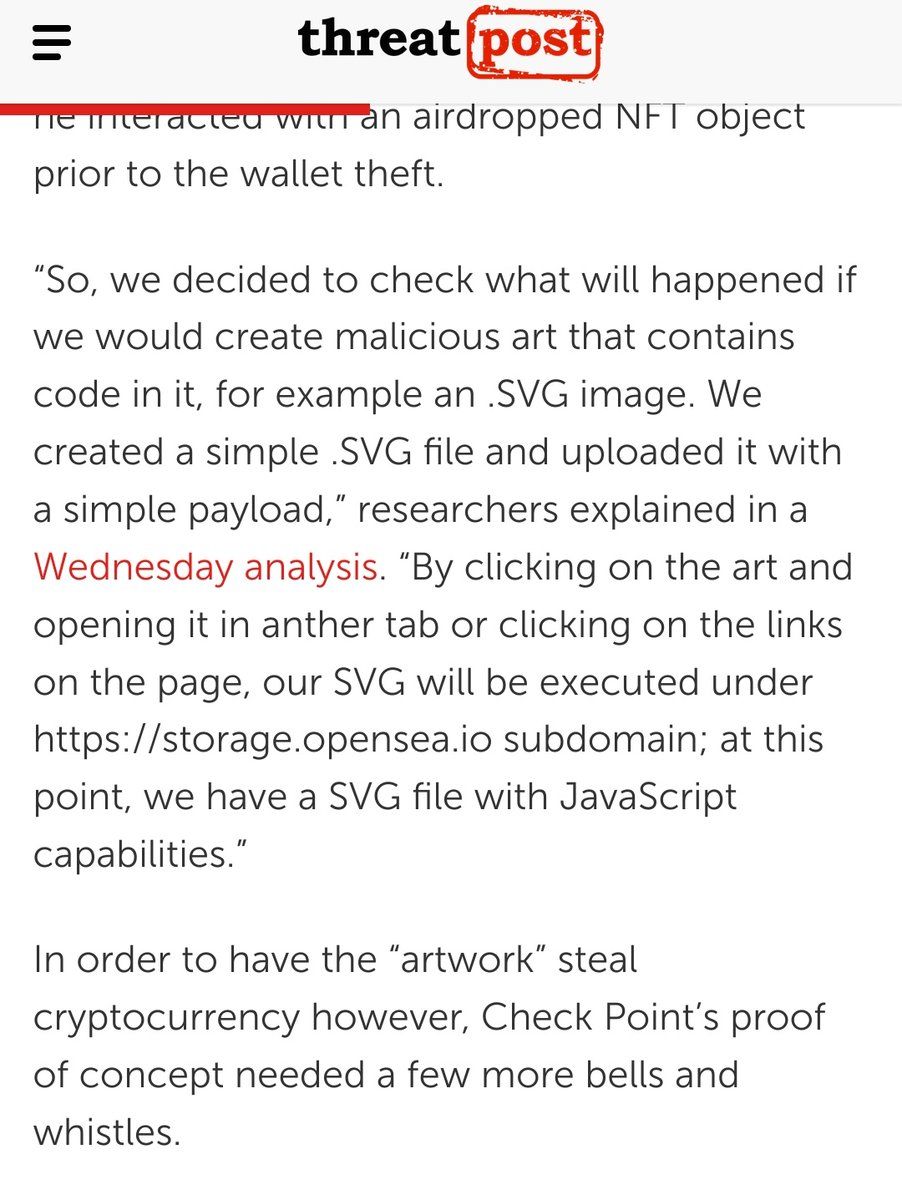 threatpost
he interacted with an airdropped NFT object
prior to the wallet theft.
“So, we decided to check what will happened if
we would create malicious art that contains
code in it, for example an .SVG image. We
created a simple .SVG file and uploaded it with
a simple payload,” researchers explained in a
Wednesday analysis. “By clicking on the art and
opening it in anther tab or clicking on the links
on the page, our SVG will be executed under
https://storage.opensea.io subdomain; at this
point, we have a SVG file with JavaScript
capabilities.”
In order to have the “artwork” steal
cryptocurrency however, Check Point’s proof
of concept needed a few more bells and
whistles.